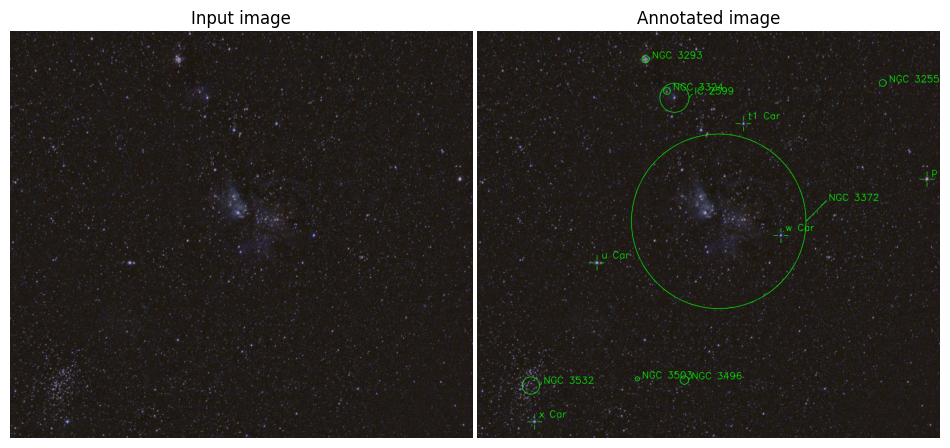 Input image
Annotated image
NGC 3293
NGC 3255
NGC 3324
IC 2599
t1 Car
p
NGC 3372
w Car
u Car
NGC 3532
NGC 3503
NGC 3496
x Car